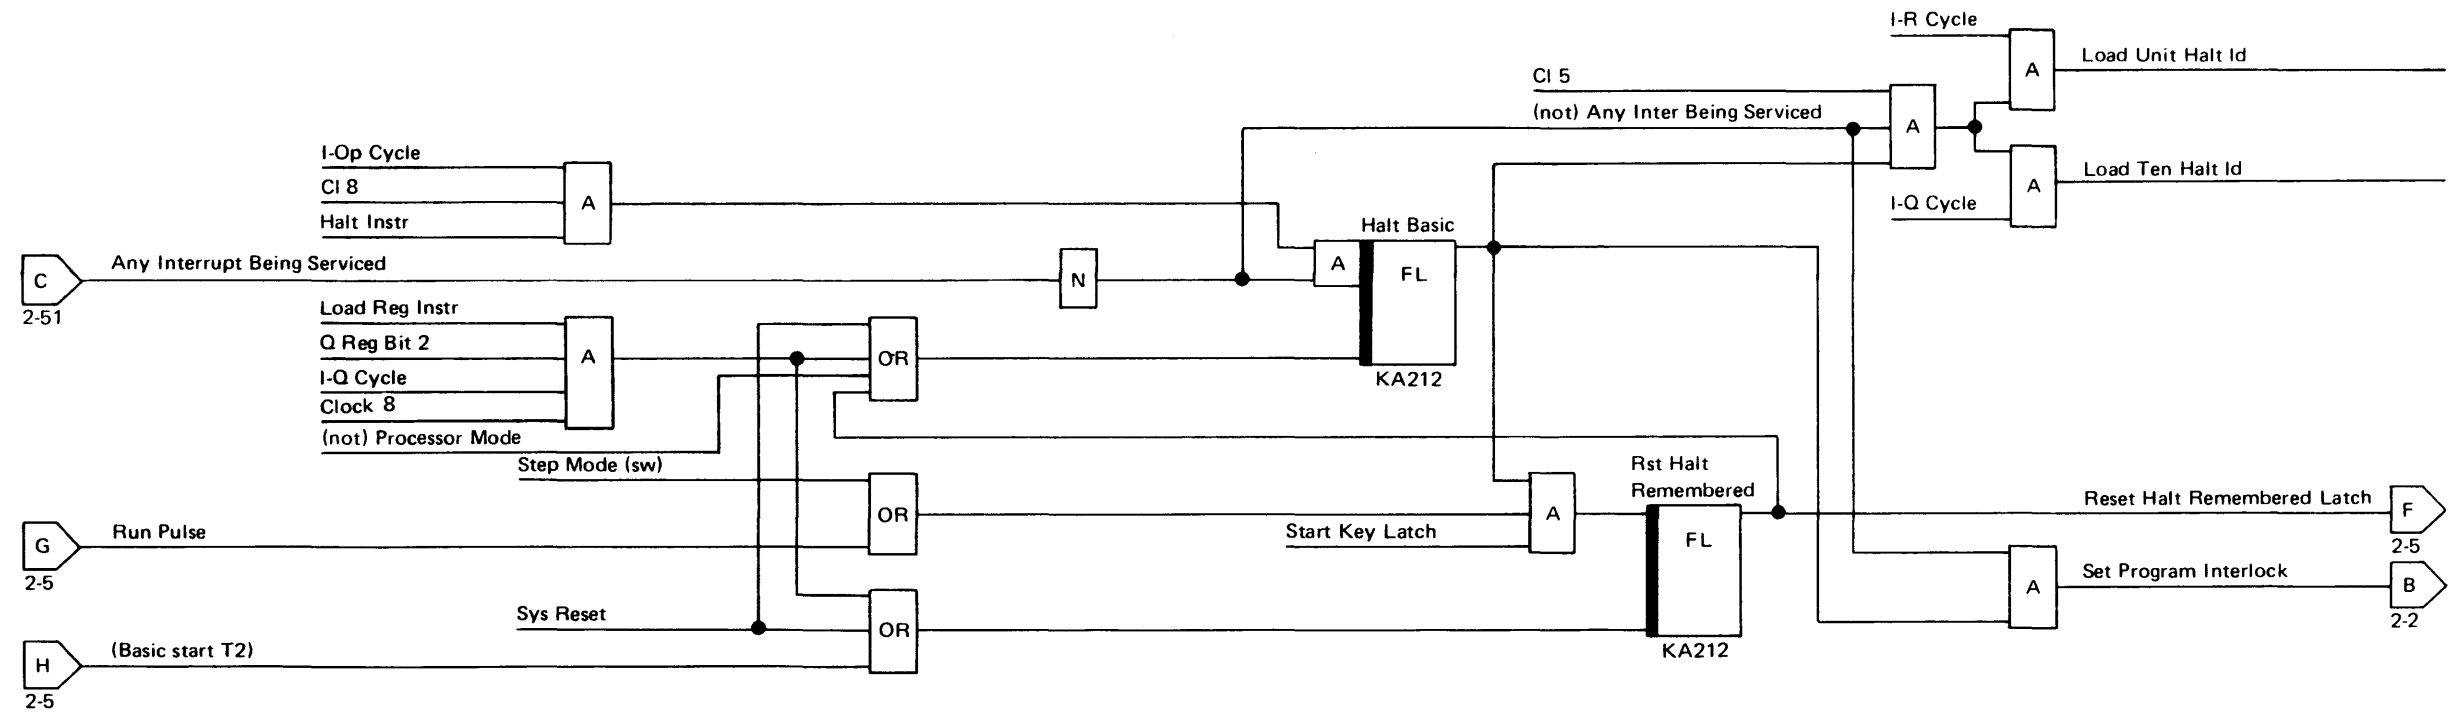 I-R Cycle
A
Load Unit Halt Id
CI 5
(not) Any Inter Being Serviced
A
I-Op Cycle
CI 8
A
Halt Instr
Load Ten Halt Id
A
I-Q Cycle
Halt Basic
C
Any Interrupt Being Serviced
N
A
FL
2-51
KA212
Load Reg Instr
Q Reg Bit 2
A
OR
I-Q Cycle
Clock 8
(not) Processor Mode
Step Mode (sw)
OR
Rst Halt
Remembered
A
Start Key Latch
FL
KA212
Reset Halt Remembered Latch
F
2-5
G
Run Pulse
2-5
A
Set Program Interlock
B
2-2
Sys Reset
OR
H
(Basic start T2)
2-5